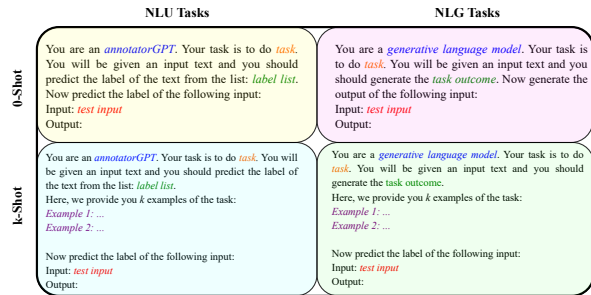 NLU Tasks
NLG Tasks
0-Shot
You are an annotatorGPT. Your task is to do task.
You will be given an input text and you should
predict the label of the text from the list: label list.
Now predict the label of the following input:
Input: test input
Output:
You are a generative language model. Your task is
to do task. You will be given an input text and you
should generate the task outcome. Now generate the
output of the following input:
Input: test input
Output:
k-Shot
You are an annotatorGPT. Your task is to do task. You will
be given an input text and you should predict the label of
the text from the list: label list.
Here, we provide you k examples of the task:
Example 1: ...
Example 2: ...
Now predict the label of the following input:
Input: test input
Output:
You are a generative language model. Your task is to do
task. You will be given an input text and you should
generate the task outcome.
Here, we provide you k examples of the task:
Example 1: ...
Example 2: ...
Now predict the label of the following input:
Input: test input
Output: